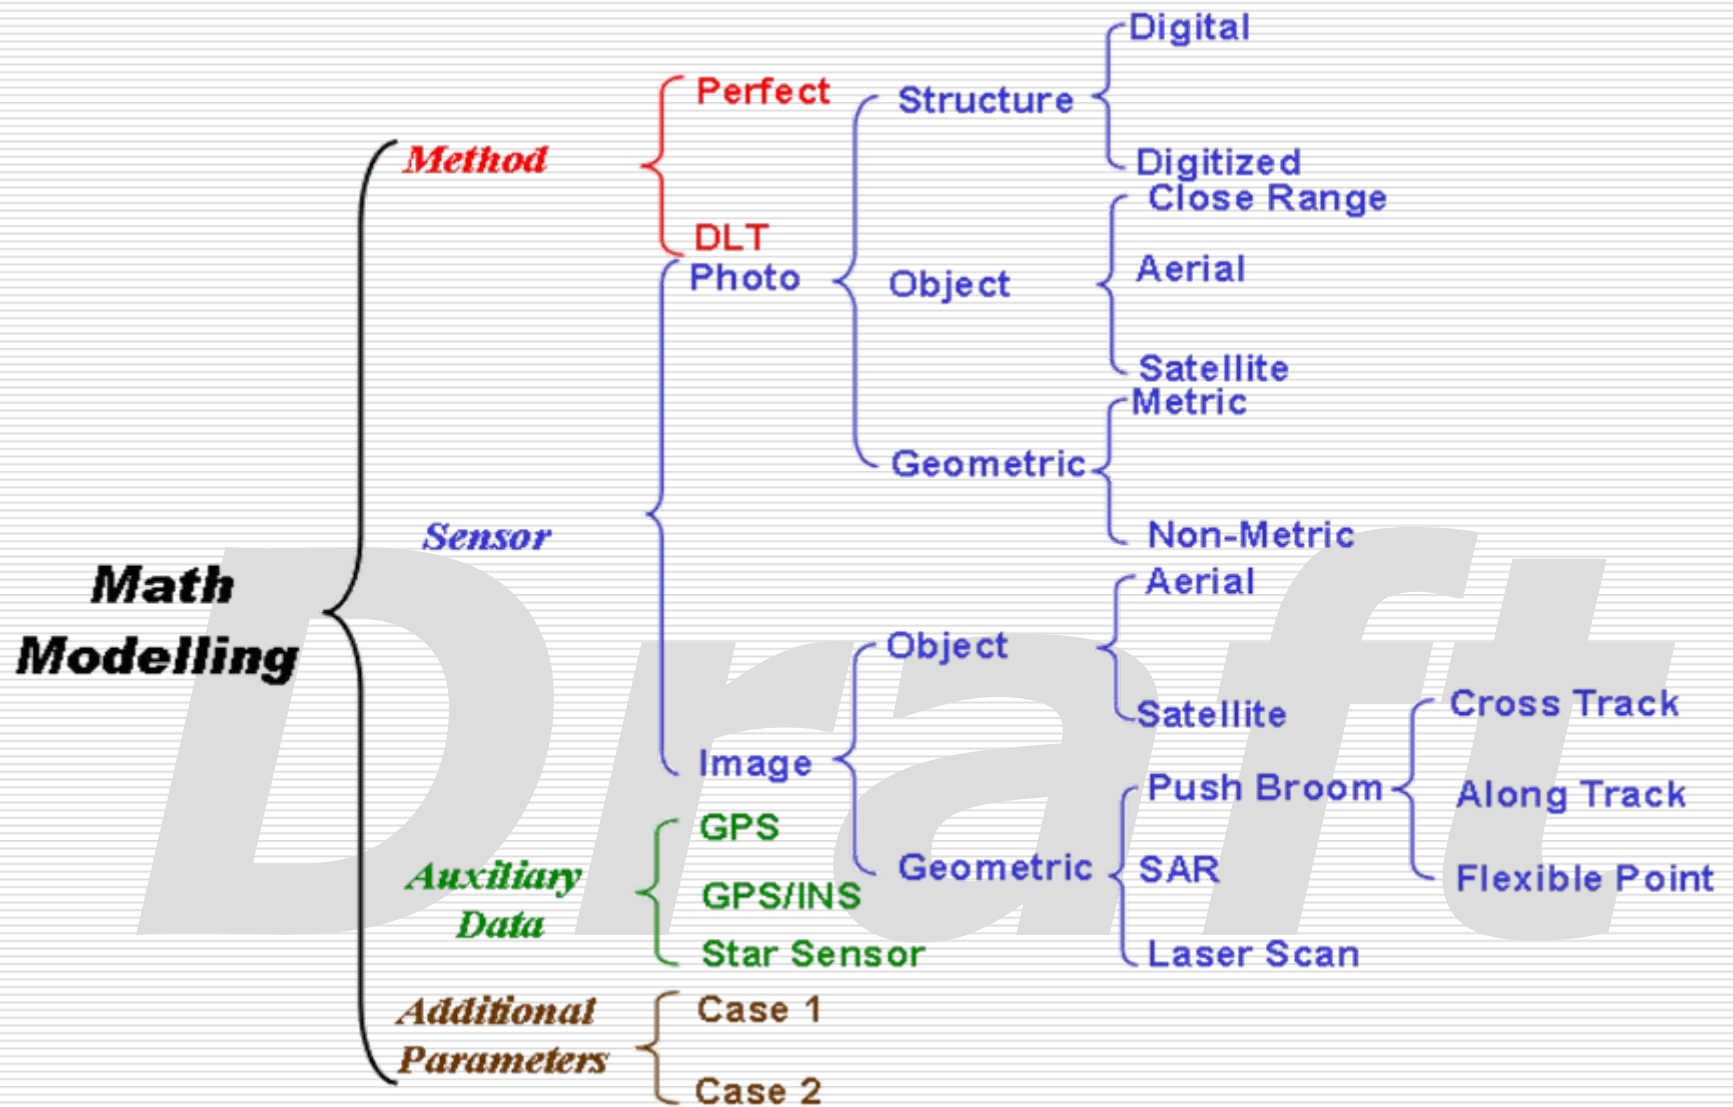 Math
Modelling
Method
Perfect
DLT
Sensor
Photo
Structure
Digital
Digitized
Object
Close Range
Aerial
Satellite
Geometric
Metric
Non-Metric
Image
Object
Aerial
Satellite
Geometric
Push Broom
Cross Track
Along Track
Flexible Point
SAR
Laser Scan
Auxiliary
Data
GPS
GPS/INS
Star Sensor
Additional
Parameters
Case 1
Case 2
Draft